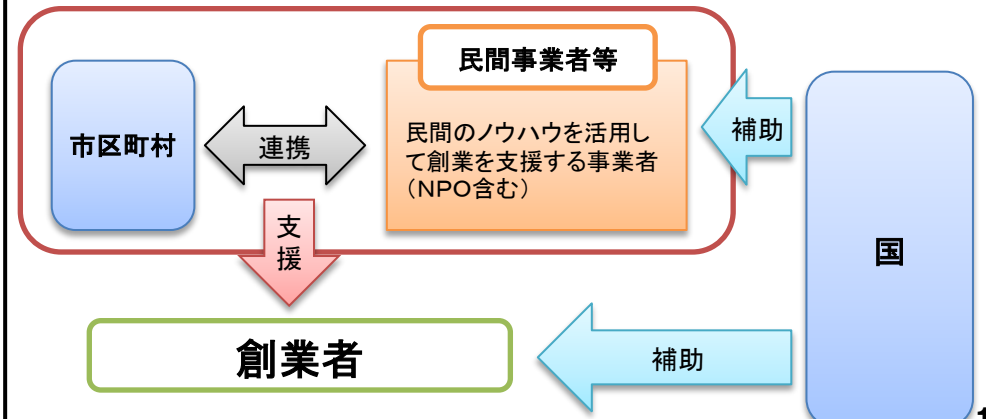 民間事業者等
市区町村
連携
民間のノウハウを活用し
て創業を支援する事業者
(NPO含む)
補助
国
支
援
創業者
補助